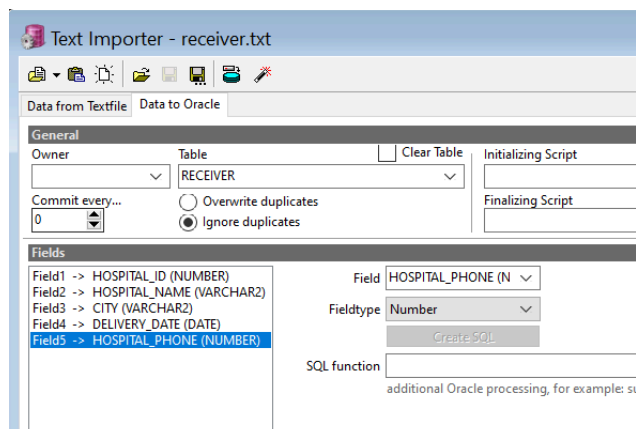 Text Importer - receiver.txt
Data from Textfile Data to Oracle
General
Owner Table Clear Table Initializing Script
RECEIVER
Commit every... Overwrite duplicates Finalizing Script
0 Ignore duplicates
Fields
Field1 -> HOSPITAL_ID (NUMBER)
Field2 -> HOSPITAL_NAME (VARCHAR2)
Field3 -> CITY (VARCHAR2)
Field4 -> DELIVERY_DATE (DATE)
Field5 -> HOSPITAL_PHONE (NUMBER)
Field HOSPITAL_PHONE (N
Fieldtype Number
Create SQL
SQL function
additional Oracle processing, for example: su